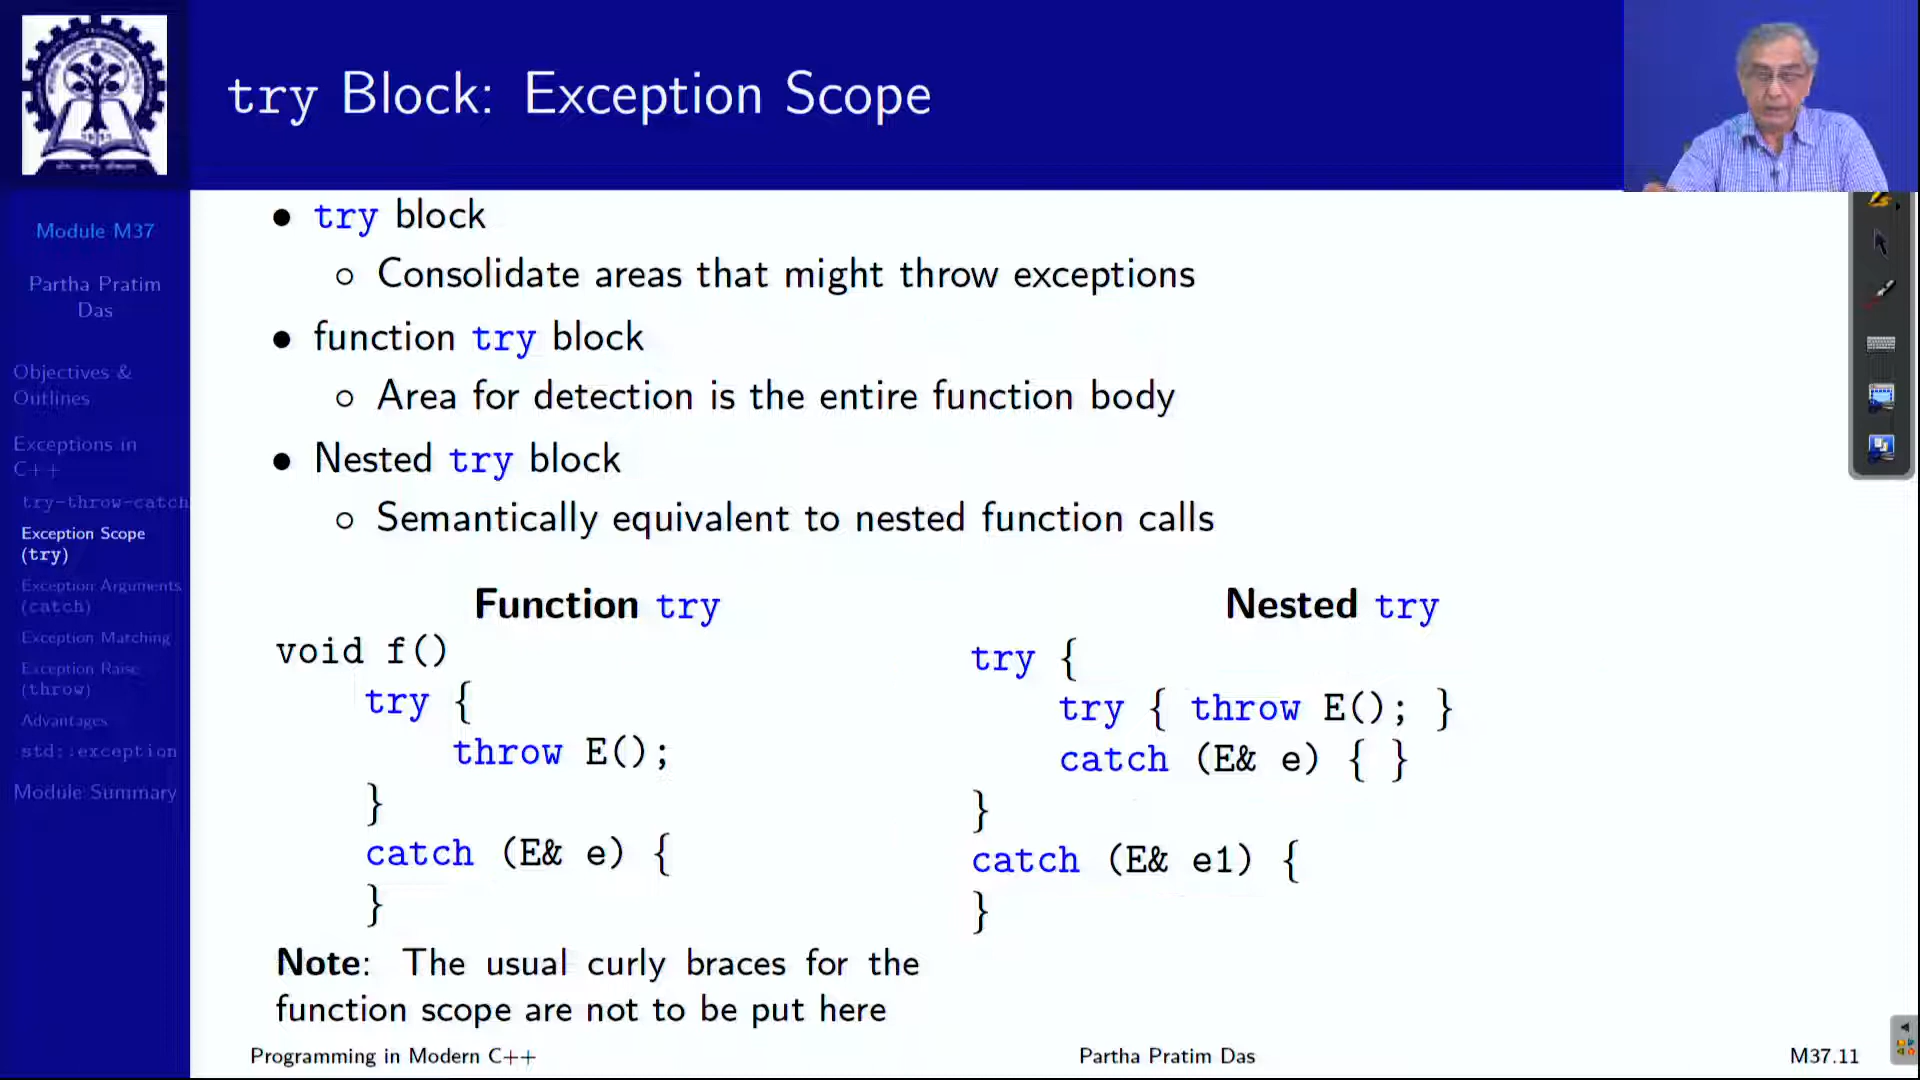 try Block: Exception Scope
Module M37
Partha Pratim
Das
Objectives &
Outlines
Exceptions in
C++
try-throw-catch
Exception Scope
(try)
Exception Arguments
(catch)
Exception Matching
Exception Raise
(throw)
Advantages
std::exception
Module Summary
• try block
◦ Consolidate areas that might throw exceptions
• function try block
◦ Area for detection is the entire function body
• Nested try block
◦ Semantically equivalent to nested function calls
Function try
void f()
try {
throw E();
}
catch (E& e) {
}
Note: The usual curly braces for the
function scope are not to be put here
Nested try
try {
try { throw E(); }
catch (E& e) { }
}
catch (E& e1) {
}
Programming in Modern C++
Partha Pratim Das
M37.11